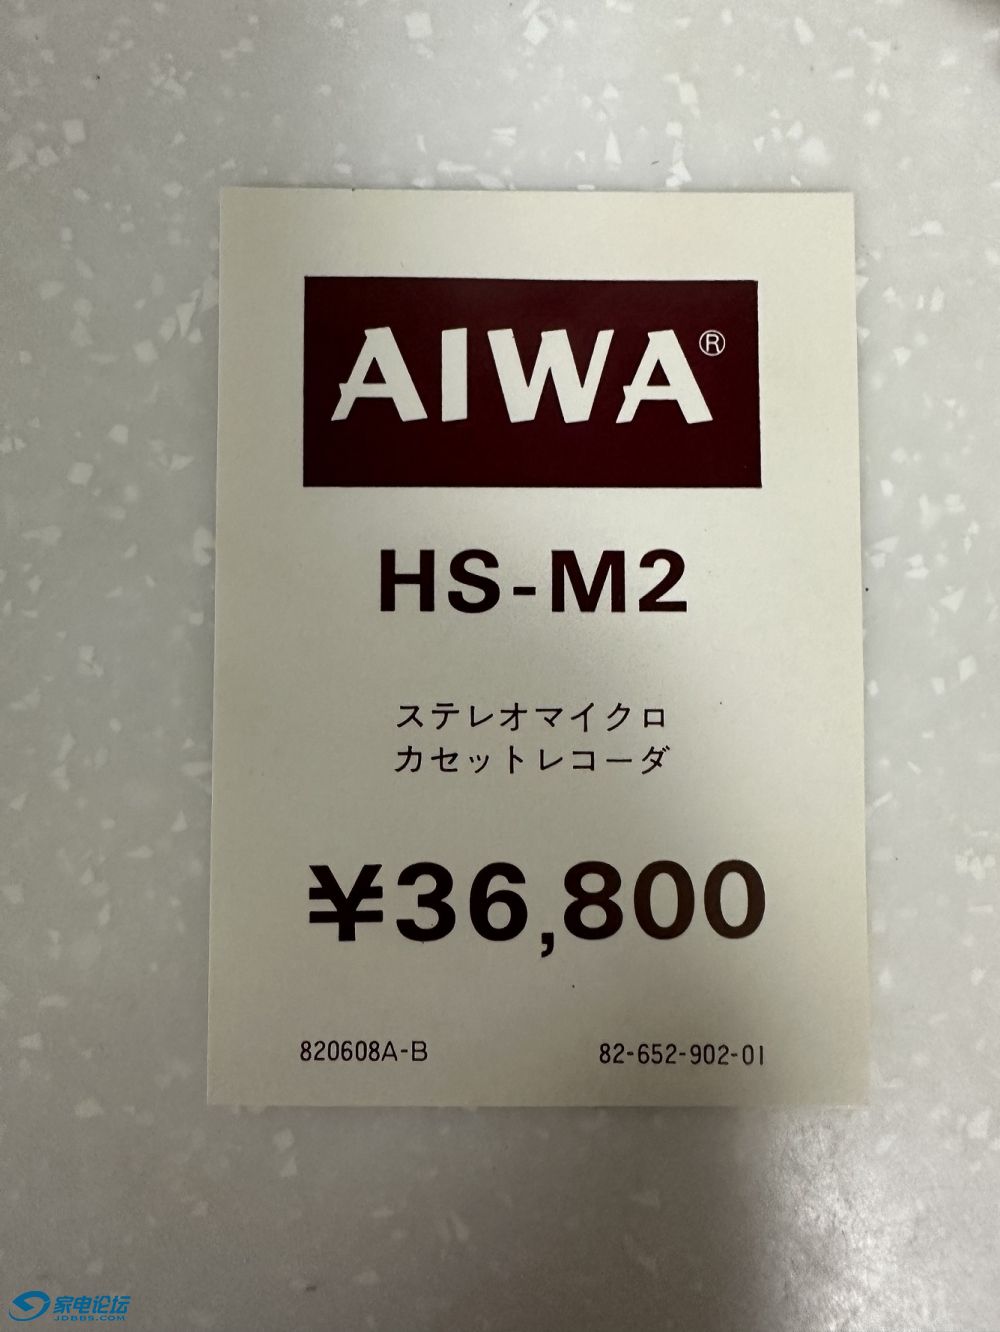 AIWA®
HS-M2
ステレオマイクロ
カセットレコーダ
¥36,800
820608A-B 82-652-902-01
家电论坛
JDBBS.COM